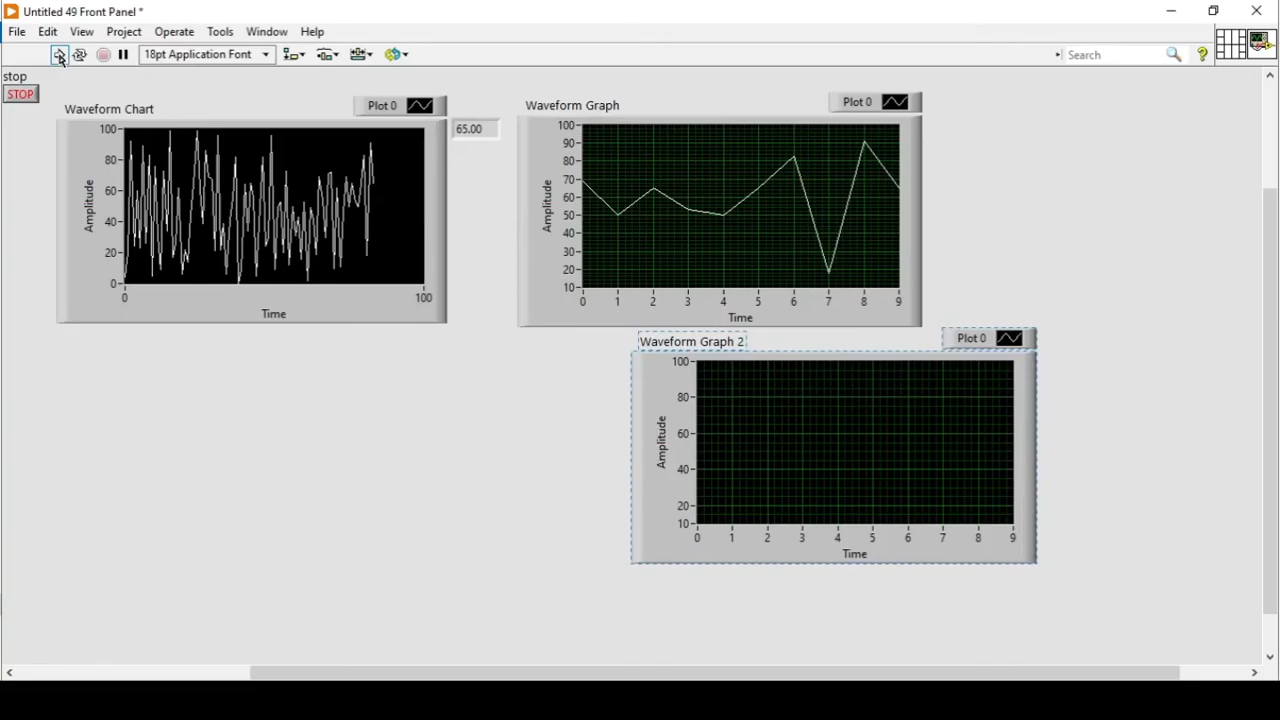 Untitled 49 Front Panel *
File Edit View Project Operate Tools Window Help
18pt Application Font Search ?
stop
STOP
Waveform Chart
Plot 0
65.00
100
80
60
40
20
0
Amplitude
0 100
Time
Waveform Graph
Plot 0
100
90
80
70
60
50
40
30
20
10
Amplitude
0 1 2 3 4 5 6 7 8 9
Time
Waveform Graph 2
Plot 0
100
80
60
40
20
10
Amplitude
0 1 2 3 4 5 6 7 8 9
Time